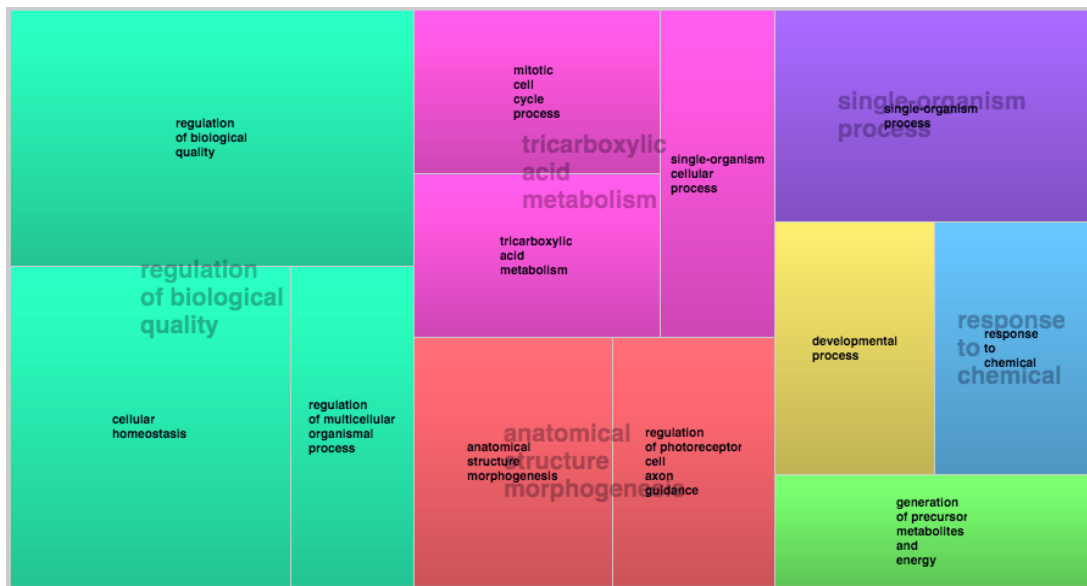 regulation
of biological
quality
regulation
of biological
quality
cellular
homeostasis
regulation
of multicellular
organismal
process
mitotic
cell
cycle
process
tricarboxylic
acid
metabolism
tricarboxylic
acid
metabolism
single-organism
cellular
process
anatomical
structure
morphogenesis
anatomical
structure
morphogenesis
regulation
of photoreceptor
cell
axon
guidance
single-organism
process
single-organism
process
developmental
process
response
to
chemical
response
to
chemical
generation
of precursor
metabolites
and
energy